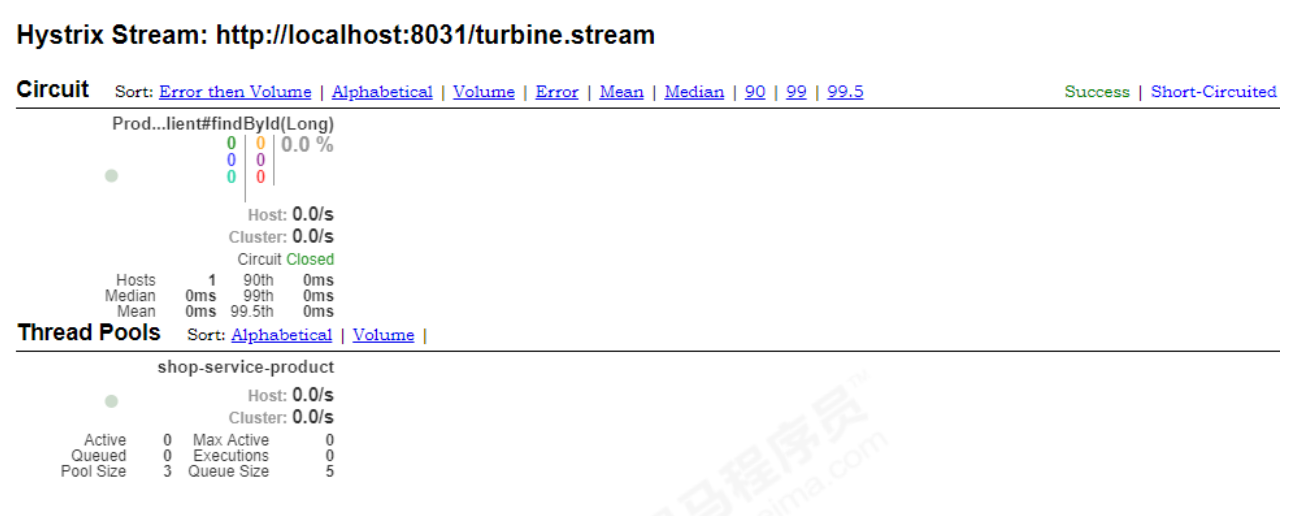 Hystrix Stream: http://localhost:8031/turbine.stream
Circuit Sort: Error then Volume | Alphabetical | Volume | Error | Mean | Median | 90 | 99 | 99.5 Success | Short-Circuited
Prod...lient#findById(Long)
0 0 0.0 %
0 0
0 0
Host: 0.0/s
Cluster: 0.0/s
Circuit Closed
Hosts 1 90th 0ms
Median 0ms 99th 0ms
Mean 0ms 99.5th 0ms
Thread Pools Sort: Alphabetical | Volume |
shop-service-product
Host: 0.0/s
Cluster: 0.0/s
Active 0 Max Active 0
Queued 0 Executions 0
Pool Size 3 Queue Size 5
马程序员